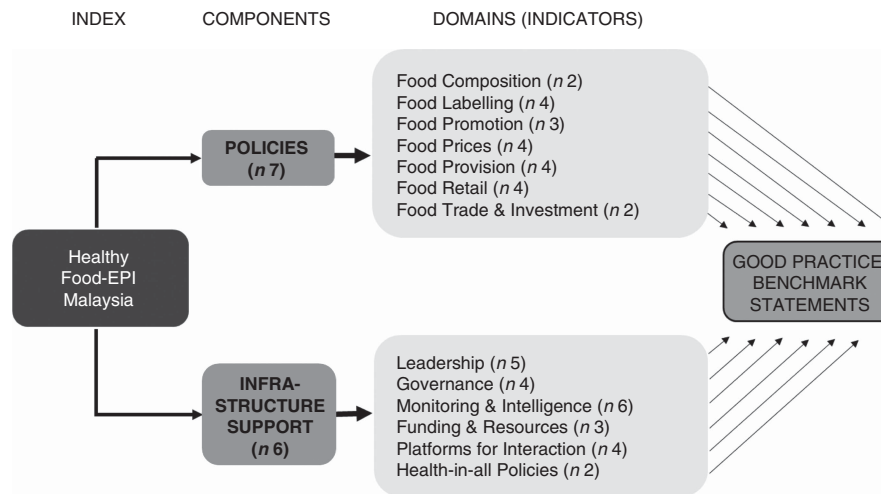 INDEX
COMPONENTS
DOMAINS (INDICATORS)
Food Composition (n 2)
Food Labelling (n 4)
Food Promotion (n 3)
Food Prices (n 4)
Food Provision (n 4)
Food Retail (n 4)
Food Trade & Investment (n 2)
POLICIES
(n 7)
Healthy
Food-EPI
Malaysia
GOOD PRACTICE
BENCHMARK
STATEMENTS
INFRA-
STRUCTURE
SUPPORT
(n 6)
Leadership (n 5)
Governance (n 4)
Monitoring & Intelligence (n 6)
Funding & Resources (n 3)
Platforms for Interaction (n 4)
Health-in-all Policies (n 2)